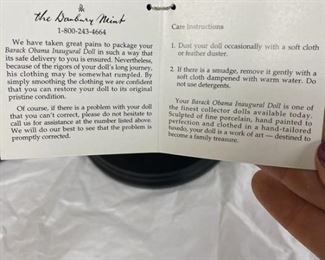 the Danbury Mint
1-800-243-4664
We have taken great pains to package your
Barack Obama Inaugural Doll in such a way that
its safe delivery to you is ensured. Nevertheless,
because of the rigors of your doll's long journey,
his clothing may be somewhat rumpled. By
simply smoothing the clothing we are confident
that you can restore your doll to its original
pristine condition.
Of course, if there is a problem with your doll
that you can't correct, please do not hesitate to
call us for assistance at the number listed above.
We will do our best to see that the problem is
promptly corrected.
Care Instructions
1. Dust your doll occasionally with a soft cloth
or feather duster.
2. If there is a smudge, remove it gently with a
soft cloth dampened with warm water. Do
not use detergents.
Your Barack Obama Inaugural Doll is one of
the finest collector dolls available today.
Sculpted of fine porcelain, hand painted to
perfection and clothed in a hand-tailored
tuxedo, your doll is a work of art — destined to
become a family treasure.